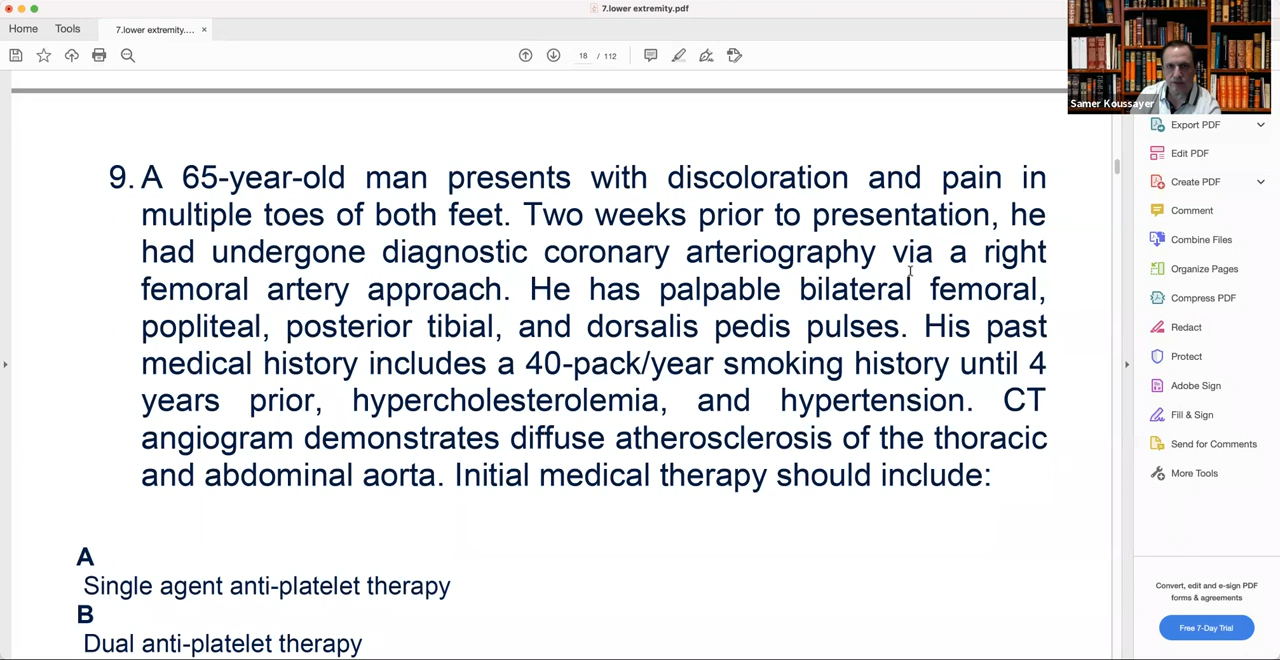 7.lower extremity.pdf
Home
Tools
7.lower extremity.... ×
18 / 112
Samer Koussayer
9. A 65-year-old man presents with discoloration and pain in
multiple toes of both feet. Two weeks prior to presentation, he
had undergone diagnostic coronary arteriography via a right
femoral artery approach. He has palpable bilateral femoral,
popliteal, posterior tibial, and dorsalis pedis pulses. His past
medical history includes a 40-pack/year smoking history until 4
years prior, hypercholesterolemia, and hypertension. CT
angiogram demonstrates diffuse atherosclerosis of the thoracic
and abdominal aorta. Initial medical therapy should include:
A
Single agent anti-platelet therapy
B
Dual anti-platelet therapy
Export PDF
Edit PDF
Create PDF
Comment
Combine Files
Organize Pages
Compress PDF
Redact
Protect
Adobe Sign
Fill & Sign
Send for Comments
More Tools
Convert, edit and e-sign PDF
forms & agreements
Free 7-Day Trial